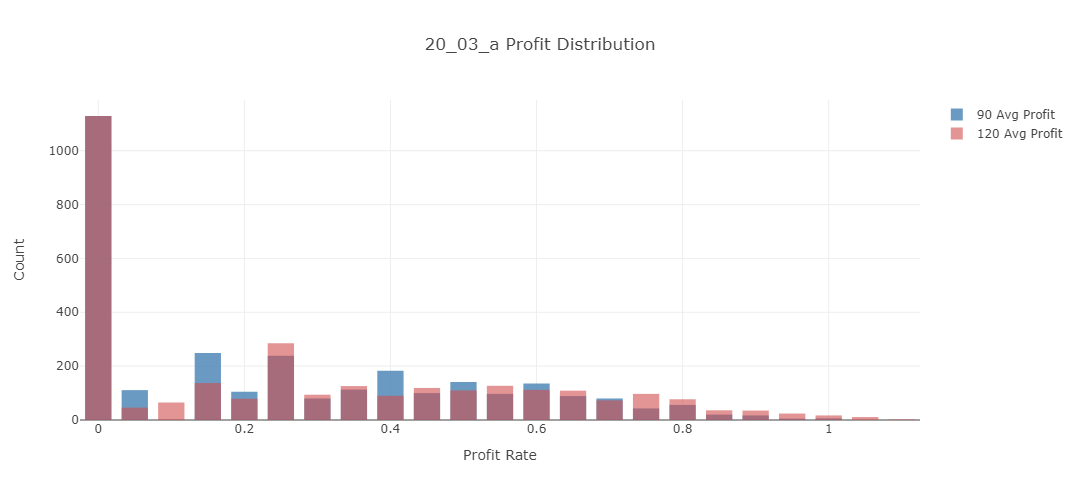 20_03_a Profit Distribution
90 Avg Profit
120 Avg Profit
1000
800
600
400
200
0
Count
0 0.2 0.4 0.6 0.8 1
Profit Rate